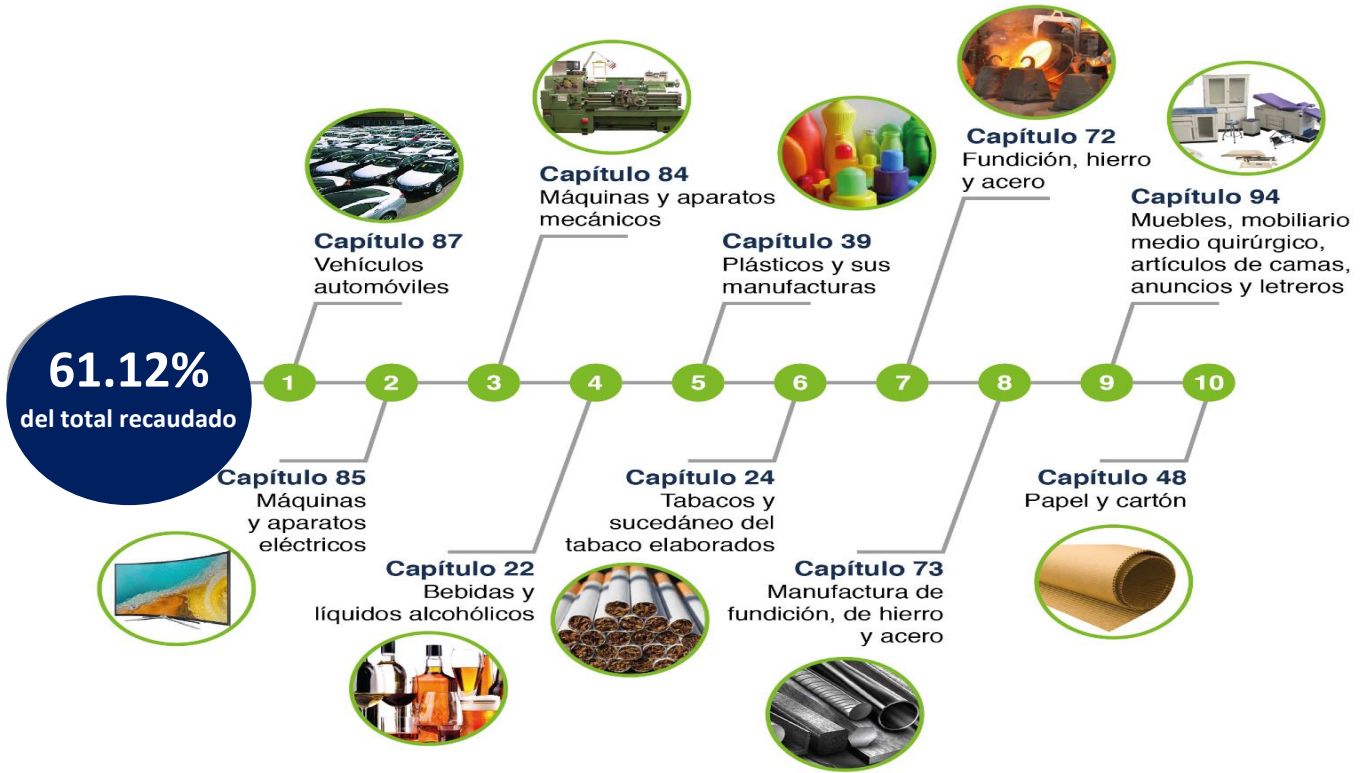 61.12%
del total recaudado
1
Capítulo 87
Vehículos
automóviles
2
Capítulo 85
Máquinas
y aparatos
eléctricos
3
Capítulo 84
Máquinas y aparatos
mecánicos
4
Capítulo 22
Bebidas y
líquidos alcohólicos
5
Capítulo 39
Plásticos y sus
manufacturas
6
Capítulo 24
Tabacos y
sucedáneo del
tabaco elaborados
7
Capítulo 72
Fundición, hierro
y acero
8
Capítulo 73
Manufactura de
fundición, de hierro
y acero
9
Capítulo 94
Muebles, mobiliario
medio quirúrgico,
artículos de camas,
anuncios y letreros
10
Capítulo 48
Papel y cartón